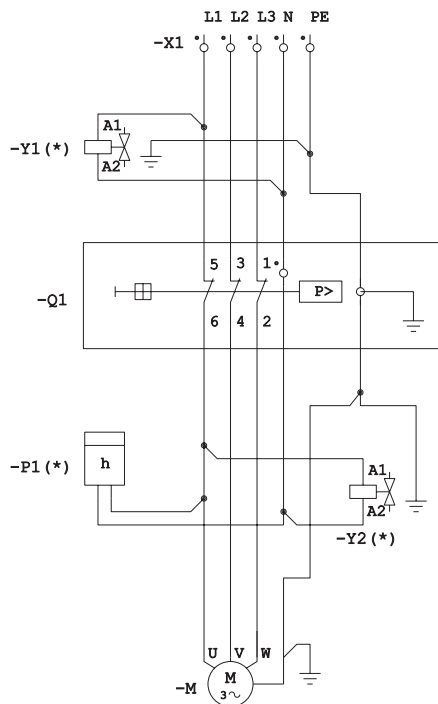 L1 L2 L3 N PE
-X1
A1
-Y1(*)
A2
5 3 1
-Q1
P>
6 4 2
-P1(*)
h
A1
A2
-Y2(*)
U V W
M
-M
3~